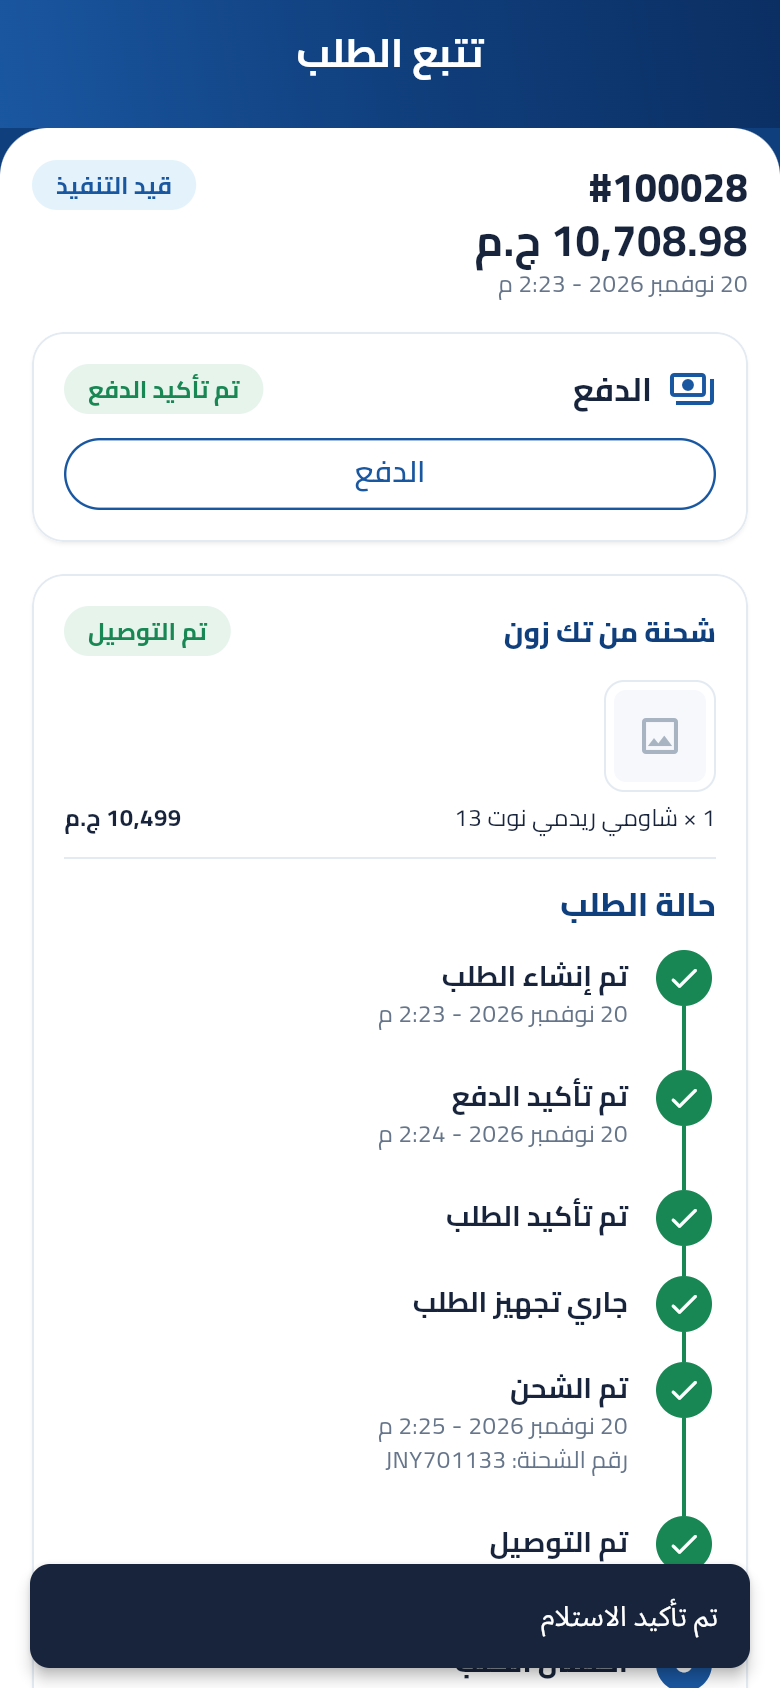 تتبع الطلب
#100028
قيد التنفيذ
10,708.98 ج.م
20 نوفمبر 2026 - 2:23 م
الدفع
تم تأكيد الدفع
الدفع
شحنة من تك زون
تم التوصيل
1 × شاومي ريدمي نوت 13
10,499 ج.م
حالة الطلب
تم إنشاء الطلب
20 نوفمبر 2026 - 2:23 م
تم تأكيد الدفع
20 نوفمبر 2026 - 2:24 م
تم تأكيد الطلب
جاري تجهيز الطلب
تم الشحن
20 نوفمبر 2026 - 2:25 م
رقم الشحنة: JNY701133
تم التوصيل
تم تأكيد الاستلام